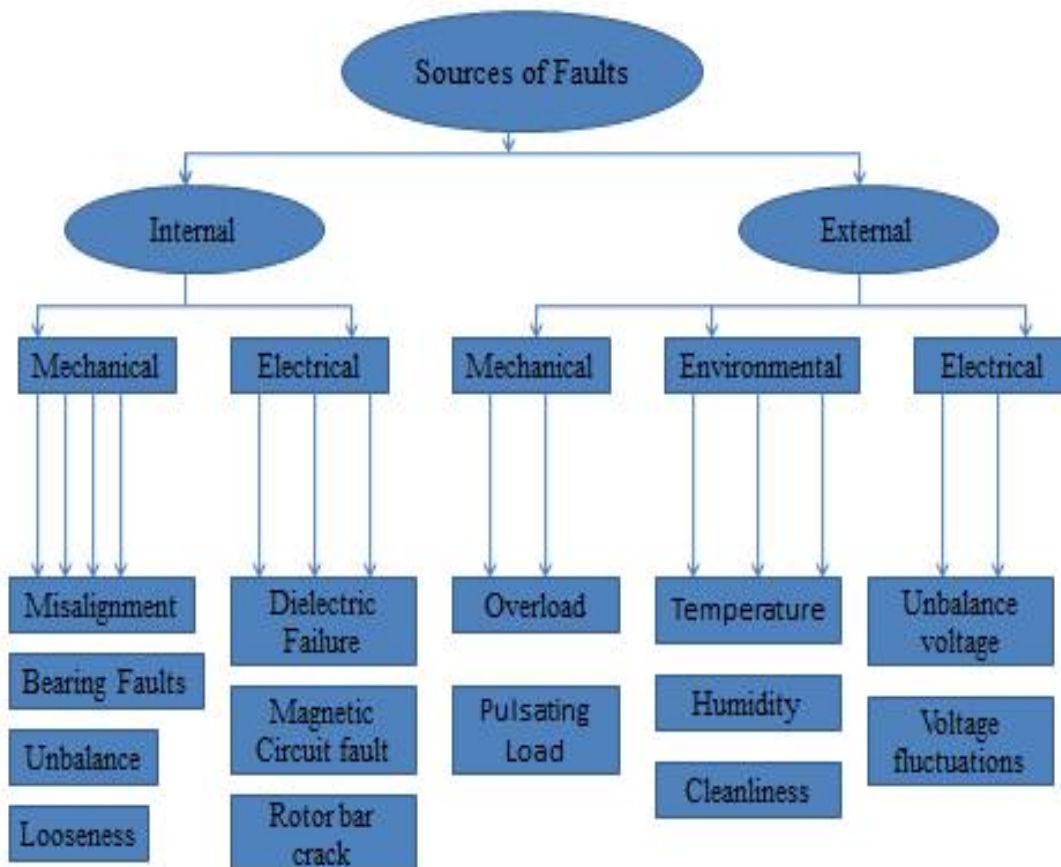 Sources of Faults
Internal
External
Mechanical
Electrical
Mechanical
Environmental
Electrical
Misalignment
Bearing Faults
Unbalance
Looseness
Dielectric
Failure
Magnetic
Circuit fault
Rotor bar
crack
Overload
Pulsating
Load
Temperature
Humidity
Cleanliness
Unbalance
voltage
Voltage
fluctuations